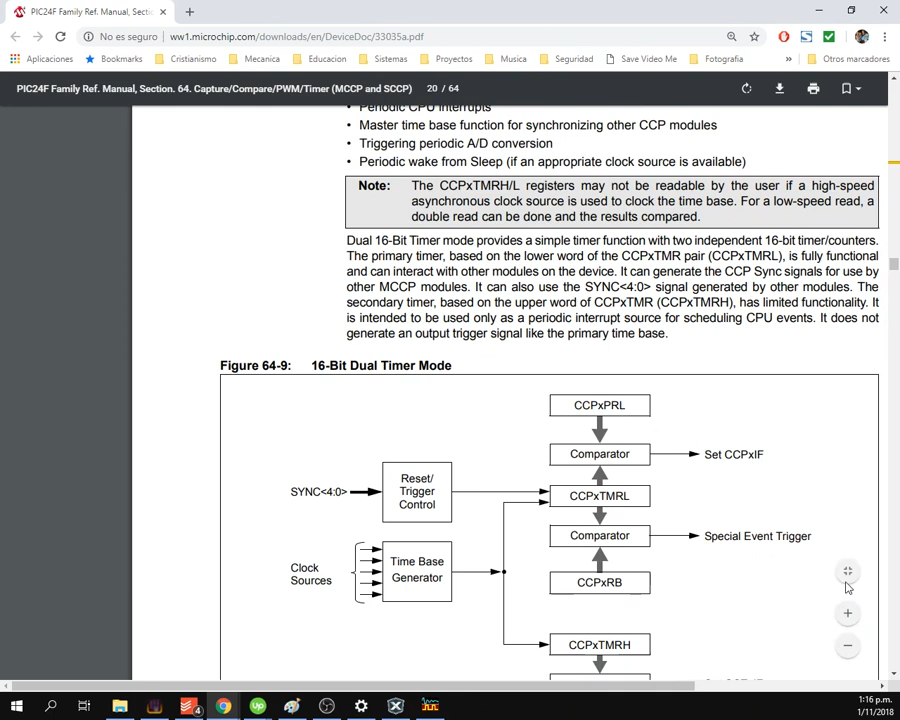 PIC24F Family Ref. Manual, Secti
No es seguro
ww1.microchip.com/downloads/en/DeviceDoc/33035a.pdf
Aplicaciones
Bookmarks
Cristianismo
Mecanica
Educacion
Sistemas
Proyectos
Musica
Seguridad
Save Video Me
Fotografia
»
Otros marcadores
PIC24F Family Ref. Manual, Section. 64. Capture/Compare/PWM/Timer (MCCP and SCCP)
20 / 64
• Periodic CPU interrupts
• Master time base function for synchronizing other CCP modules
• Triggering periodic A/D conversion
• Periodic wake from Sleep (if an appropriate clock source is available)
Note: The CCPxTMRH/L registers may not be readable by the user if a high-speed
asynchronous clock source is used to clock the time base. For a low-speed read, a
double read can be done and the results compared.
Dual 16-Bit Timer mode provides a simple timer function with two independent 16-bit timer/counters.
The primary timer, based on the lower word of the CCPxTMR pair (CCPxTMRL), is fully functional
and can interact with other modules on the device. It can generate the CCP Sync signals for use by
other MCCP modules. It can also use the SYNC<4:0> signal generated by other modules. The
secondary timer, based on the upper word of CCPxTMR (CCPxTMRH), has limited functionality. It
is intended to be used only as a periodic interrupt source for scheduling CPU events. It does not
generate an output trigger signal like the primary time base.
Figure 64-9: 16-Bit Dual Timer Mode
CCPxPRL
Comparator
Set CCPxIF
SYNC<4:0>
Reset/
Trigger
Control
CCPxTMRL
Comparator
Special Event Trigger
Clock
Sources
Time Base
Generator
CCPxRB
CCPxTMRH
4
1:16 p.m.
1/11/2018